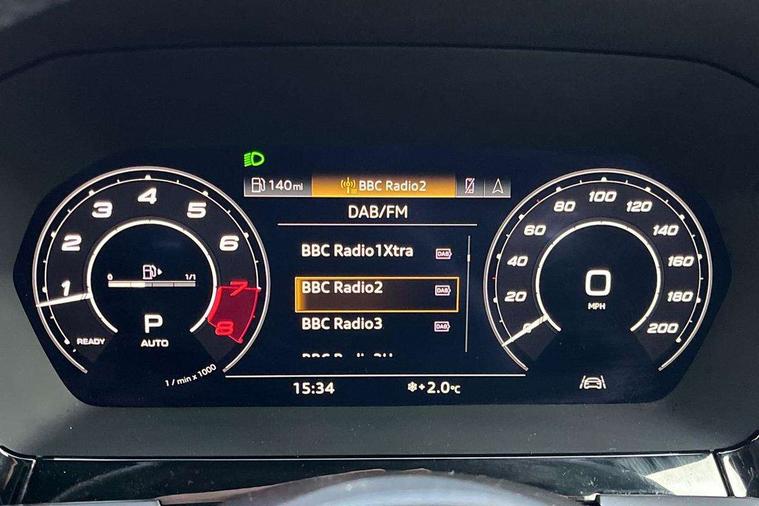 140mi BBC Radio2
DAB/FM
BBC Radio1Xtra DAB
BBC Radio2 DAB
BBC Radio3 DAB
15:34 +2.0°C
1 2 3 4 5 6 7 8
0 1/1
P
AUTO
READY
1 / min x 1000
0 20 40 60 80 100 120 140 160 180 200
0
MPH